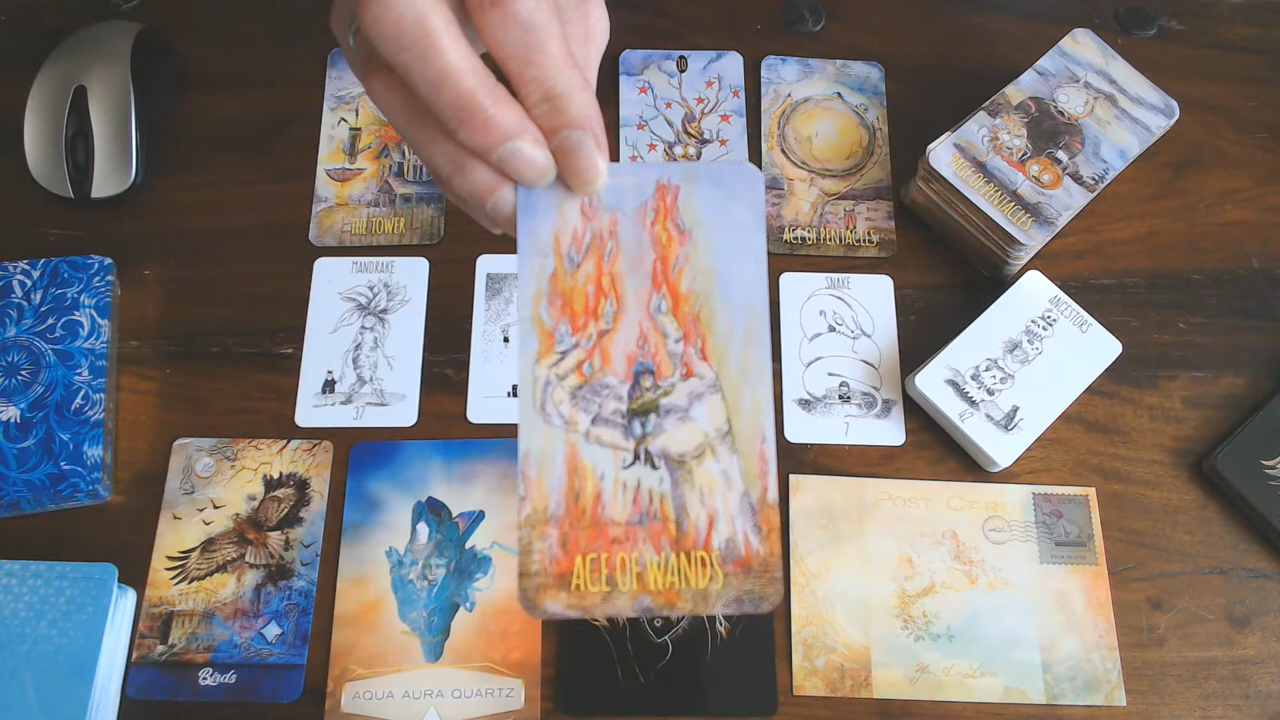 10
THE TOWER
ACE OF PENTACLES
PAGE OF PENTACLES
MANDRAKE
37
SNAKE
7
ANCESTORS
42
ACE OF WANDS
Birds
AQUA AURA QUARTZ
POST CARD